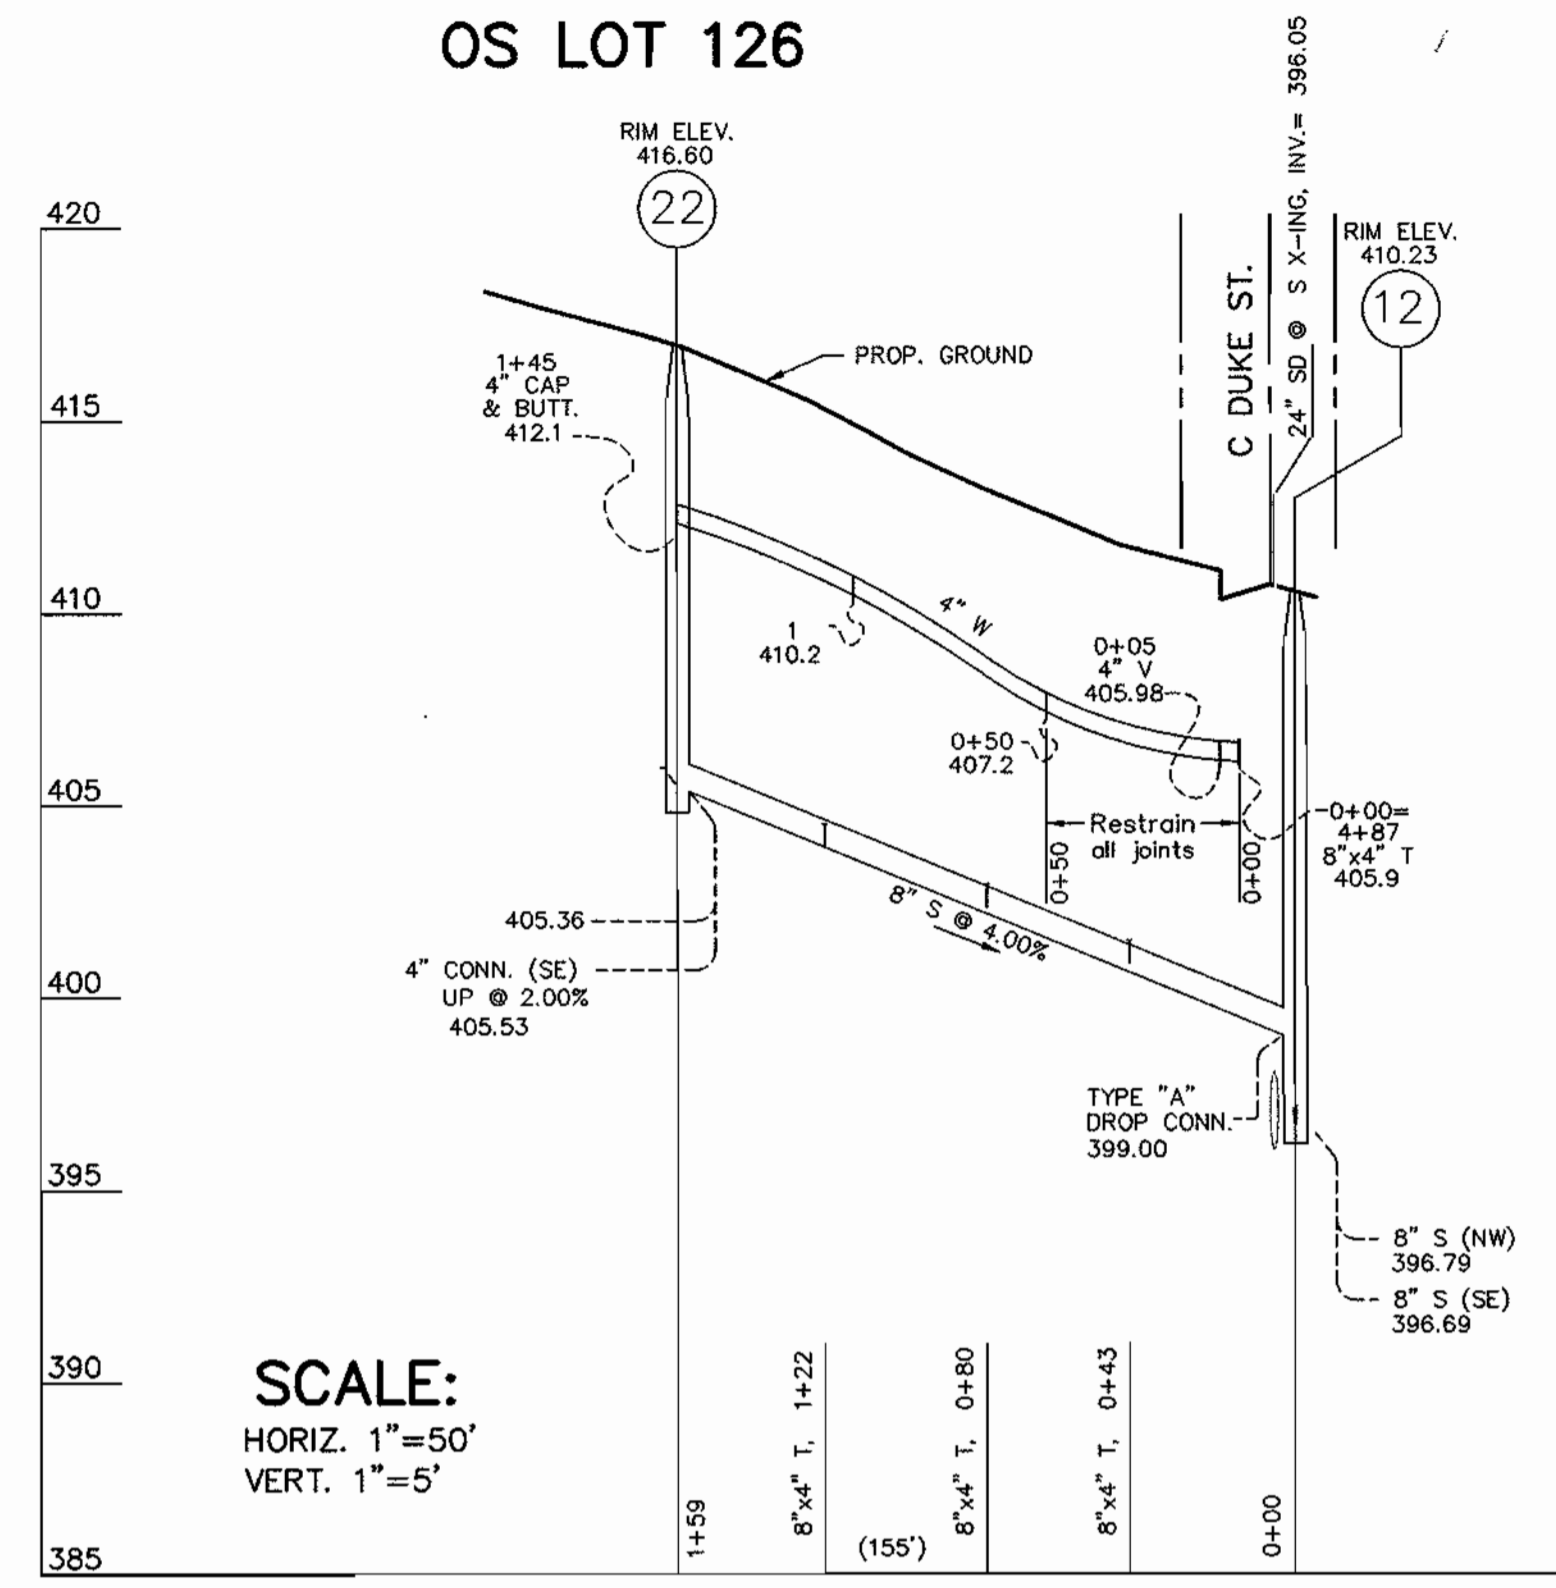 OS LOT 126
RIM ELEV.
416.60
22
24" SD @ S X-ING, INV.= 396.05
C DUKE ST.
RIM ELEV.
410.23
12
420
415
410
405
400
395
390
385
PROP. GROUND
1+45
4" CAP
& BUTT.
412.1
4" W
1
410.2
0+05
4" V
405.98
0+50
407.2
Restrain
all joints
0+50
0+00
0+00=
4+87
8"x4" T
405.9
8" S @ 4.00%
405.36
4" CONN. (SE)
UP @ 2.00%
405.53
TYPE "A"
DROP CONN.
399.00
8" S (NW)
396.79
8" S (SE)
396.69
SCALE:
HORIZ. 1"=50'
VERT. 1"=5'
1+59
8"x4" T, 1+22
(155')
8"x4" T, 0+80
8"x4" T, 0+43
0+00